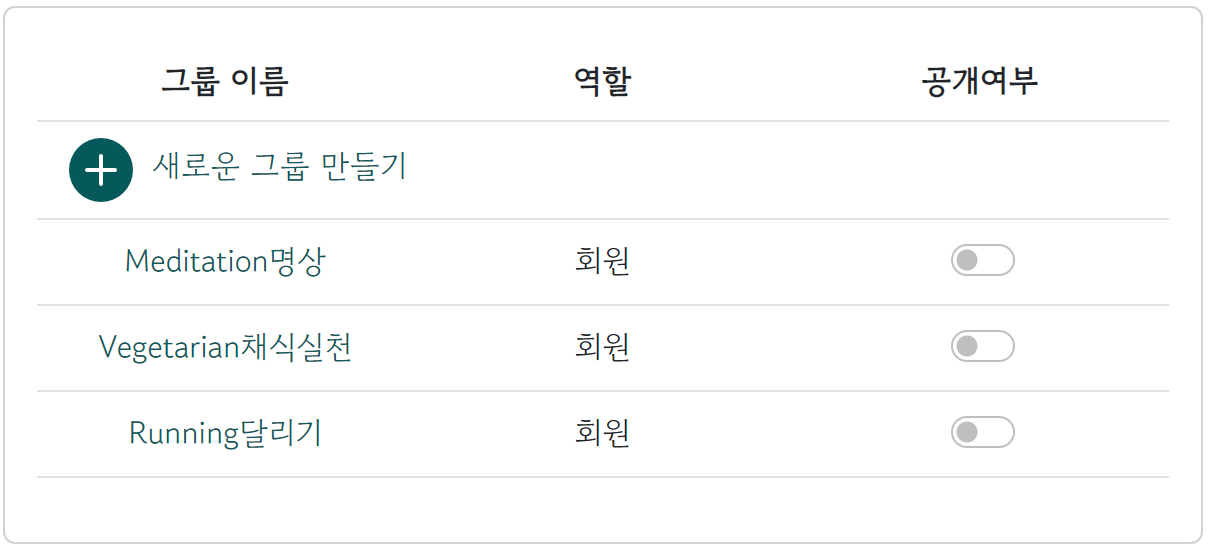 그룹 이름 역할 공개여부
새로운 그룹 만들기
Meditation명상 회원
Vegetarian채식실천 회원
Running달리기 회원